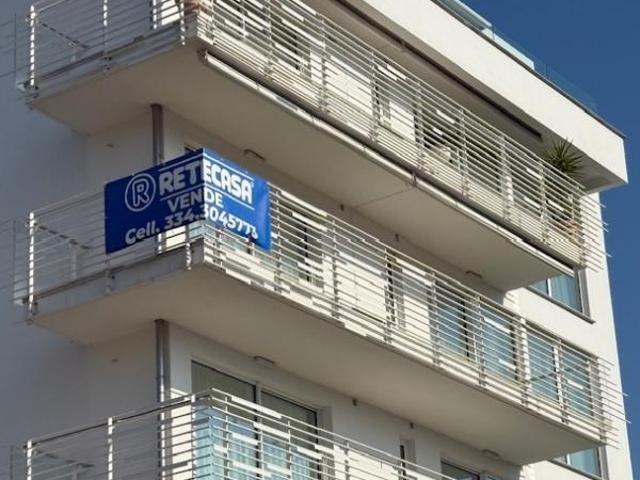 ® RETECASA
VENDE
Cell. 334.3045773